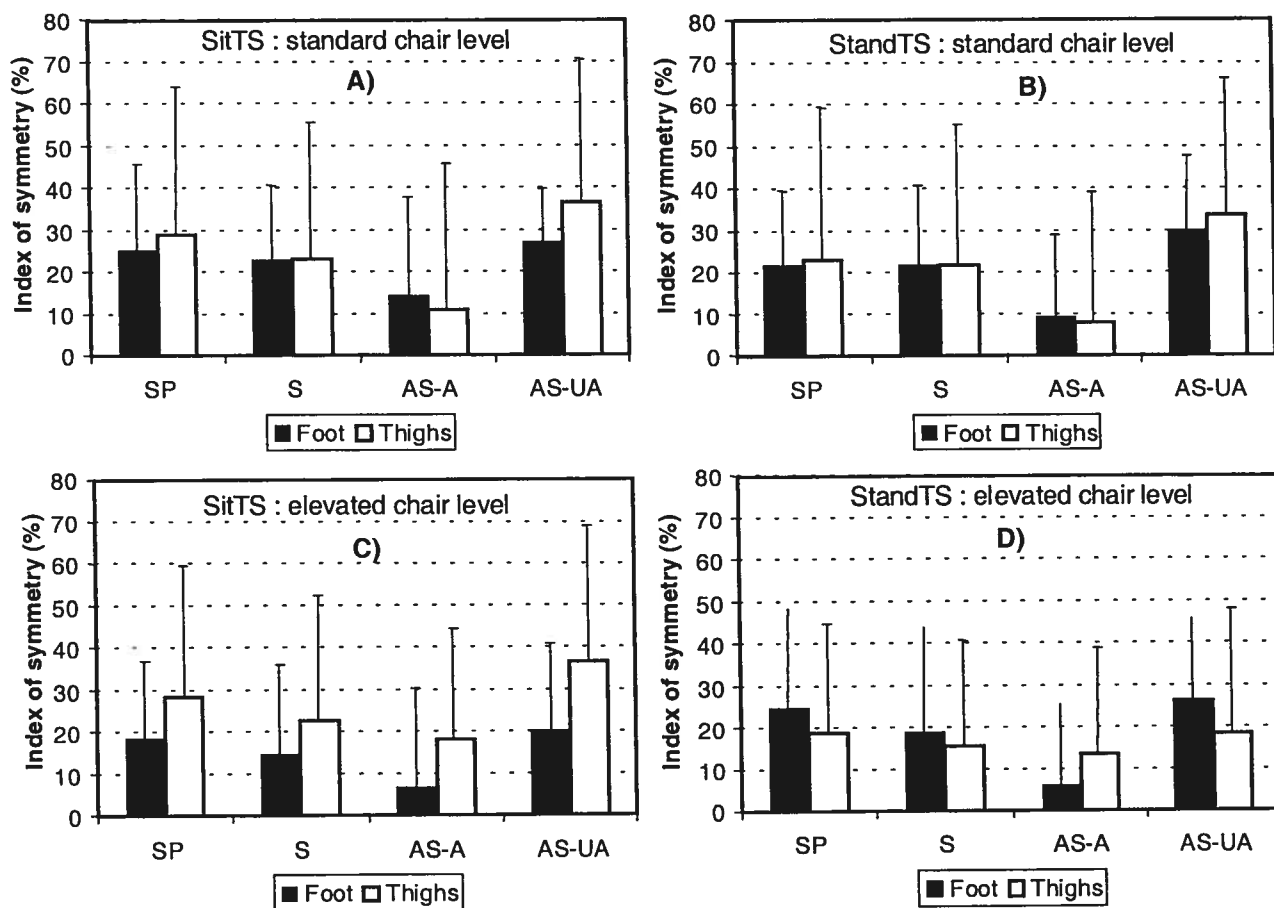 SitTS : standard chair level
A)
Index of symmetry (%)
80
70
60
50
40
30
20
10
0
SP S AS-A AS-UA
Foot Thighs
StandTS : standard chair level
B)
Index of symmetry (%)
80
70
60
50
40
30
20
10
0
SP S AS-A AS-UA
Foot Thighs
SitTS : elevated chair level
C)
Index of symmetry (%)
80
70
60
50
40
30
20
10
0
SP S AS-A AS-UA
Foot Thighs
StandTS : elevated chair level
D)
Index of symmetry (%)
80
70
60
50
40
30
20
10
0
SP S AS-A AS-UA
Foot Thighs